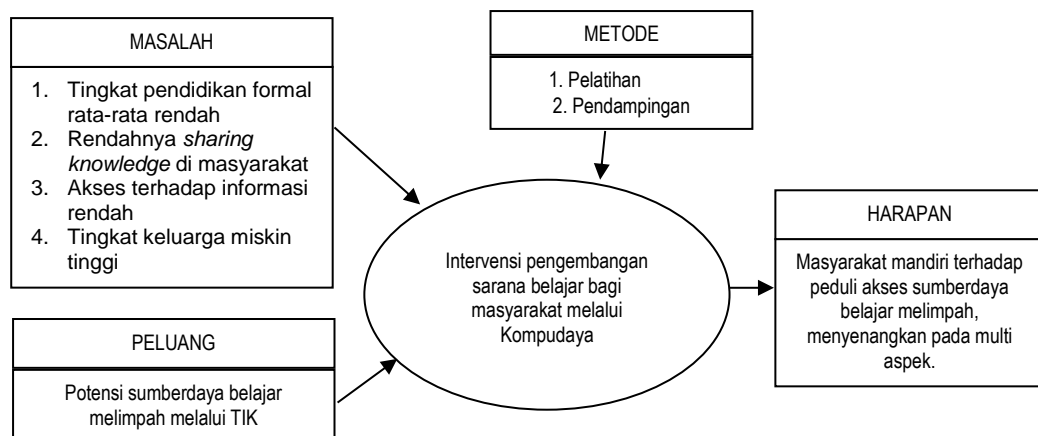 MASALAH
1. Tingkat pendidikan formal
rata-rata rendah
2. Rendahnya sharing
knowledge di masyarakat
3. Akses terhadap informasi
rendah
4. Tingkat keluarga miskin
tinggi
METODE
1. Pelatihan
2. Pendampingan
PELUANG
Potensi sumberdaya belajar
melimpah melalui TIK
Intervensi pengembangan
sarana belajar bagi
masyarakat melalui
Kompudaya
HARAPAN
Masyarakat mandiri terhadap
peduli akses sumberdaya
belajar melimpah,
menyenangkan pada multi
aspek.